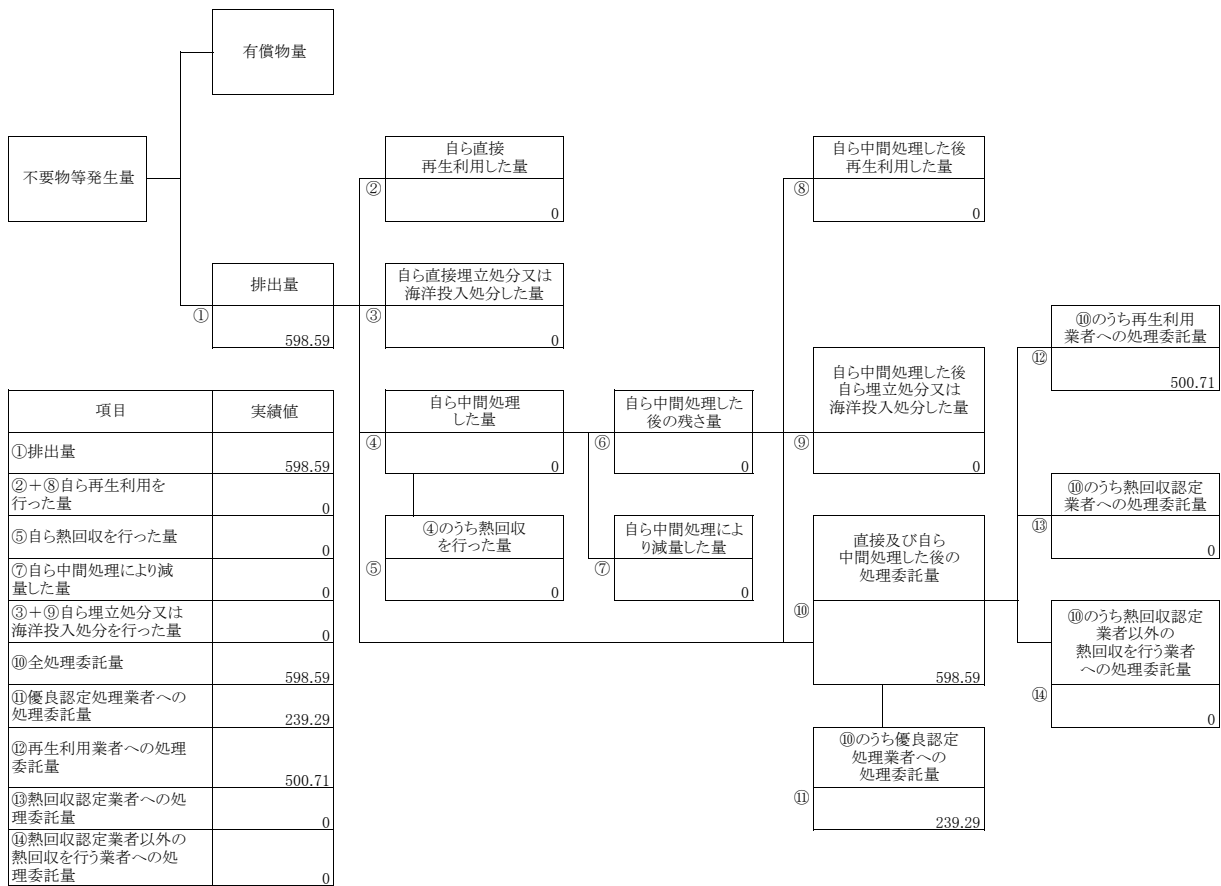 有償物量
不要物等発生量
自ら直接
再生利用した量
②
0
自ら中間処理した後
再生利用した量
⑧
0
排出量
①
598.59
自ら直接埋立処分又は
海洋投入処分した量
③
0
⑩のうち再生利用
業者への処理委託量
⑫
500.71
自ら中間処理
した量
④
0
自ら中間処理した
後の残さ量
⑥
0
自ら中間処理した後
自ら埋立処分又は
海洋投入処分した量
⑨
0
⑩のうち熱回収認定
業者への処理委託量
⑬
0
④のうち熱回収
を行った量
⑤
0
自ら中間処理によ
り減量した量
⑦
0
直接及び自ら
中間処理した後の
処理委託量
⑩
598.59
⑩のうち熱回収認定
業者以外の
熱回収を行う業者
への処理委託量
⑭
0
⑩のうち優良認定
処理業者への
処理委託量
⑪
239.29
項目 実績値
①排出量
598.59
②+⑧自ら再生利用を
行った量
0
⑤自ら熱回収を行った量
0
⑦自ら中間処理により減
量した量
0
③+⑨自ら埋立処分又は
海洋投入処分を行った量
0
⑩全処理委託量
598.59
⑪優良認定処理業者への
処理委託量
239.29
⑫再生利用業者への処理
委託量
500.71
⑬熱回収認定業者への処
理委託量
0
⑭熱回収認定業者以外の
熱回収を行う業者への処
理委託量
0